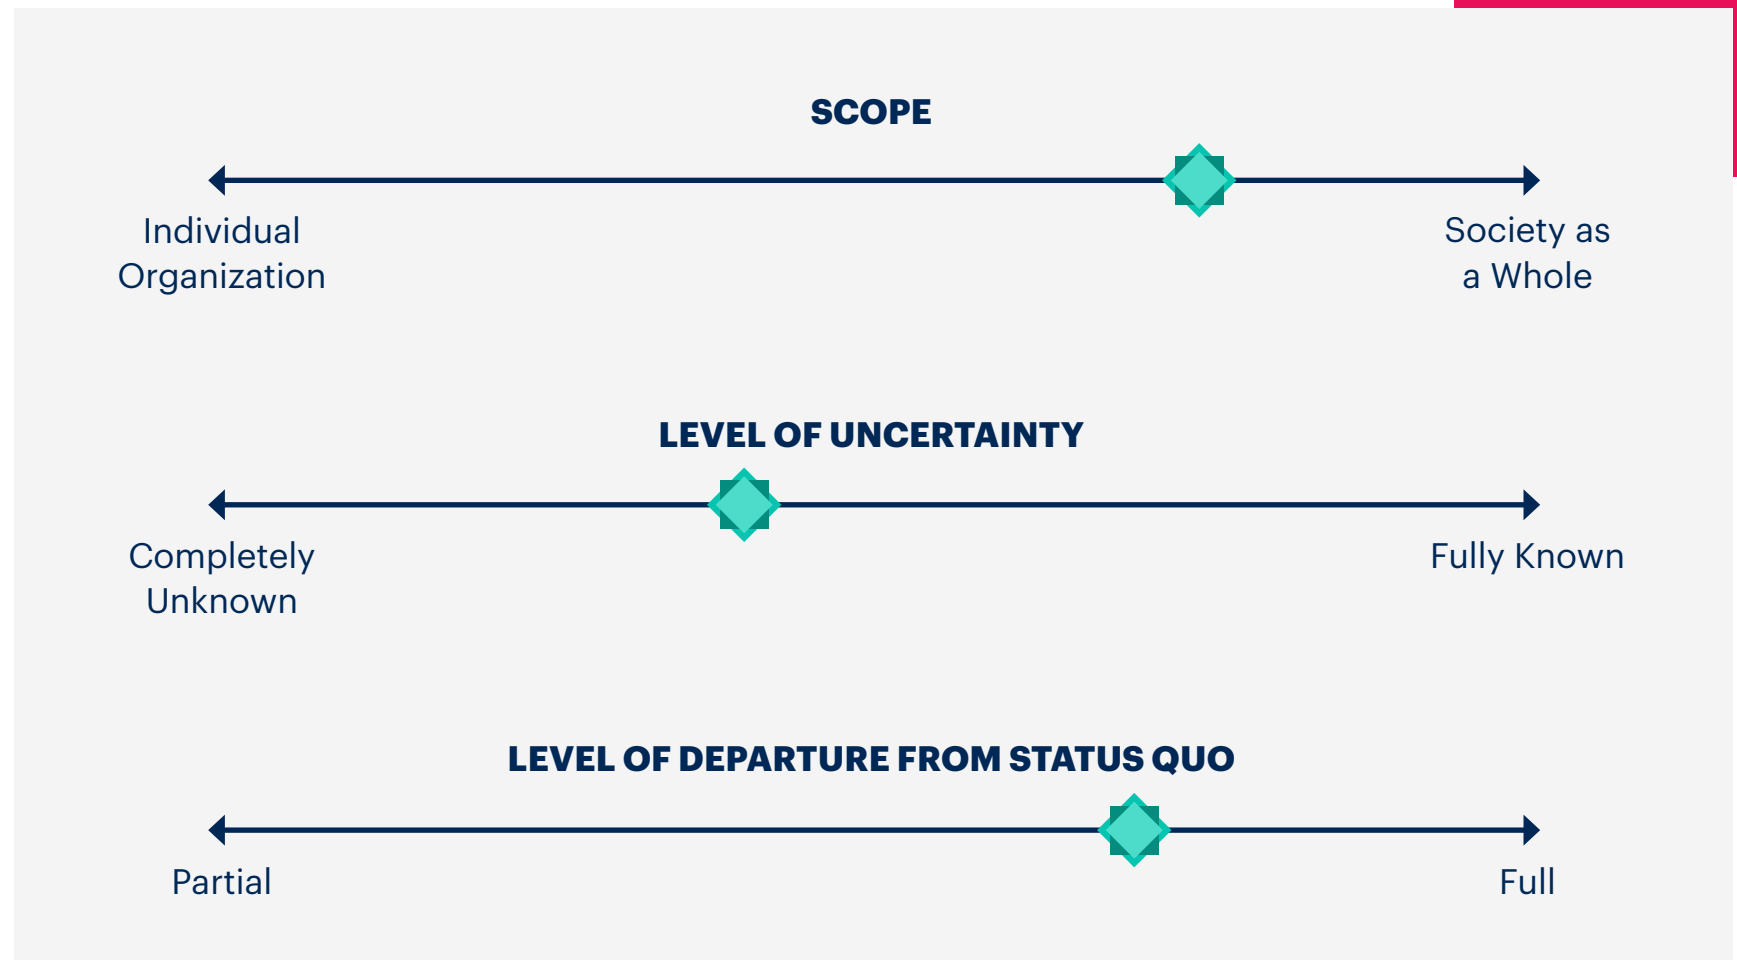 SCOPE
Individual
Organization
Society as
a Whole
LEVEL OF UNCERTAINTY
Completely
Unknown
Fully Known
LEVEL OF DEPARTURE FROM STATUS QUO
Partial
Full